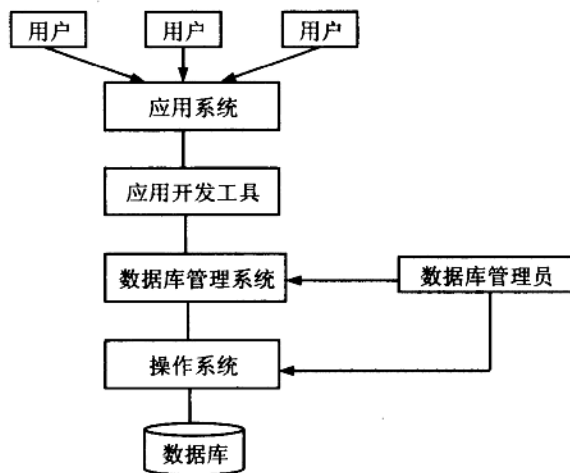 用户
用户
用户
应用系统
应用开发工具
数据库管理系统
数据库管理员
操作系统
数据库